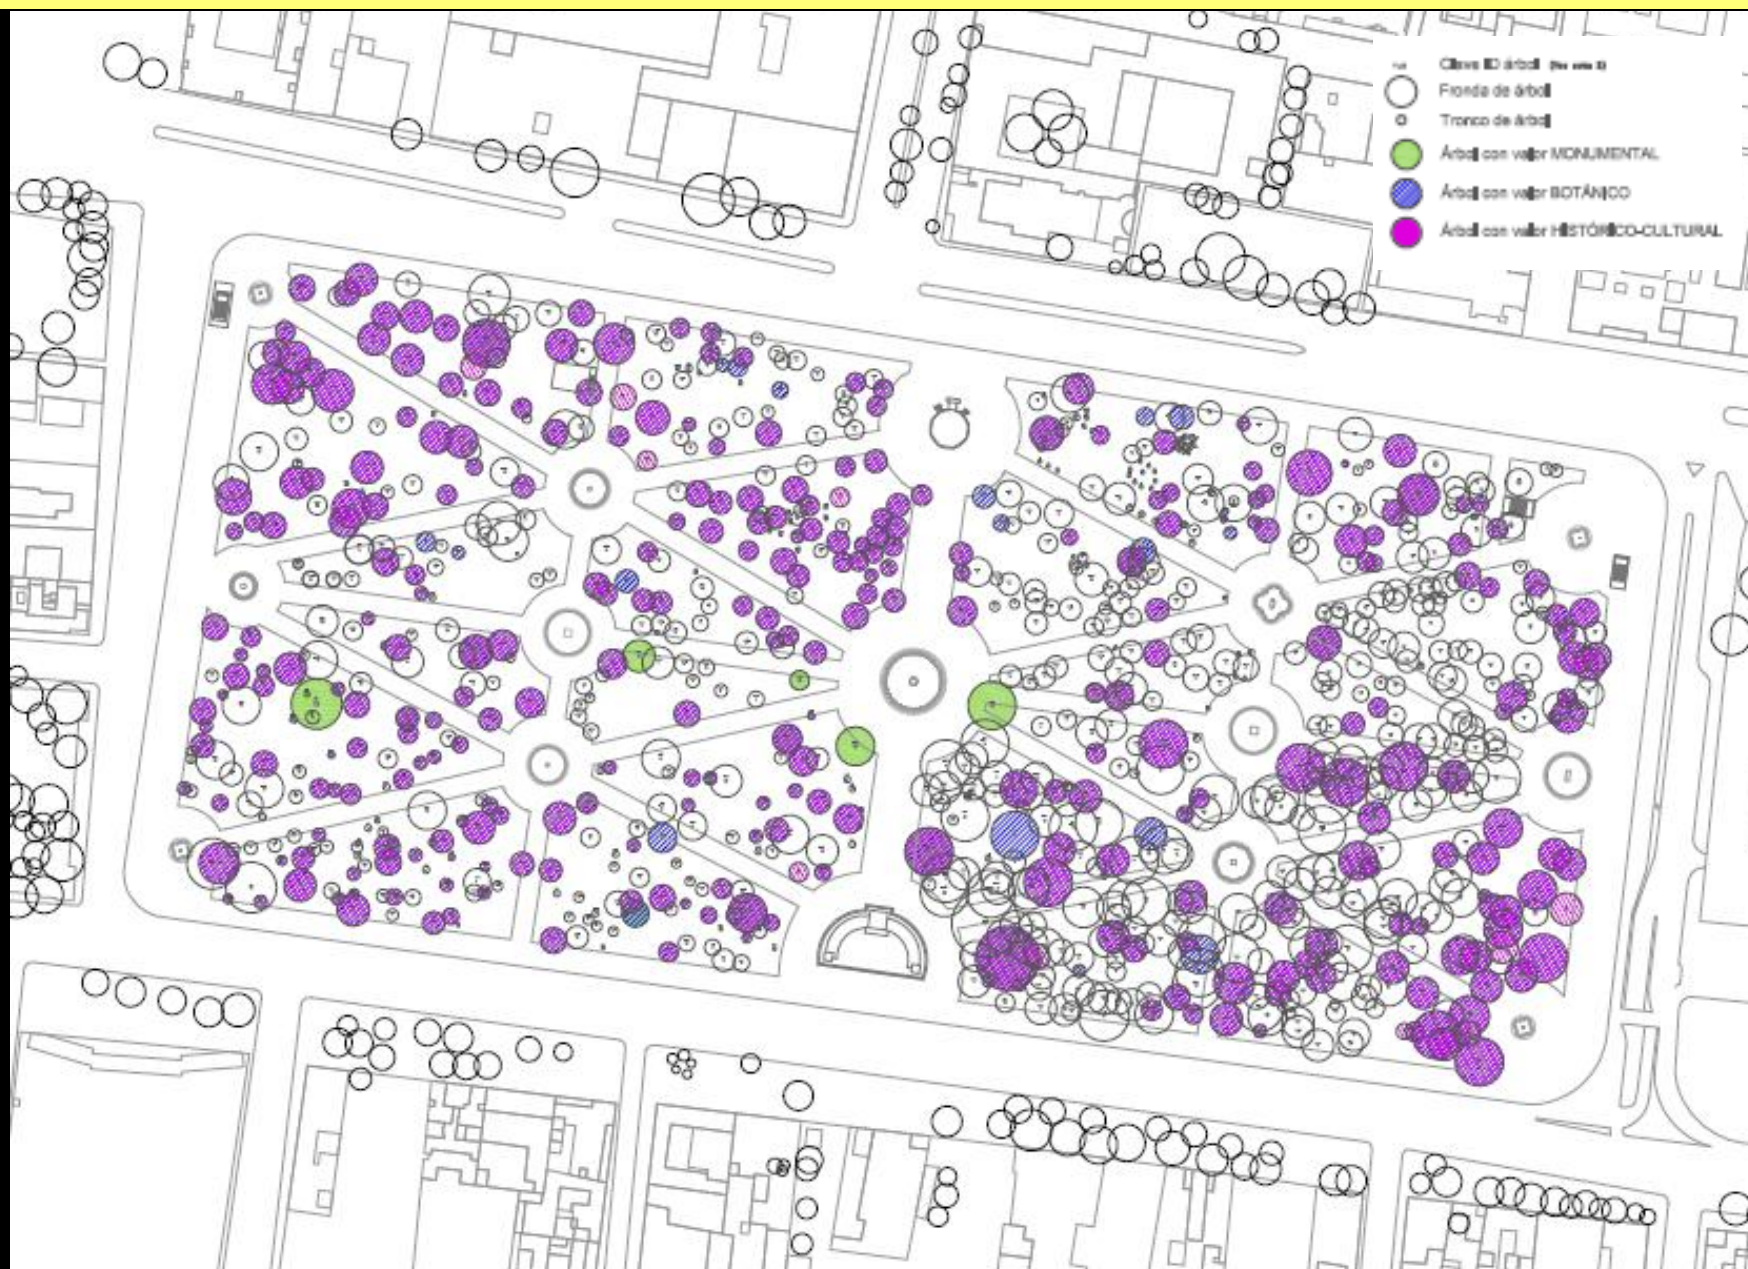 Clave ID árbol
Fronda de árbol
Tronco de árbol
Árbol con valor MONUMENTAL
Árbol con valor BOTÁNICO
Árbol con valor HISTÓRICO-CULTURAL